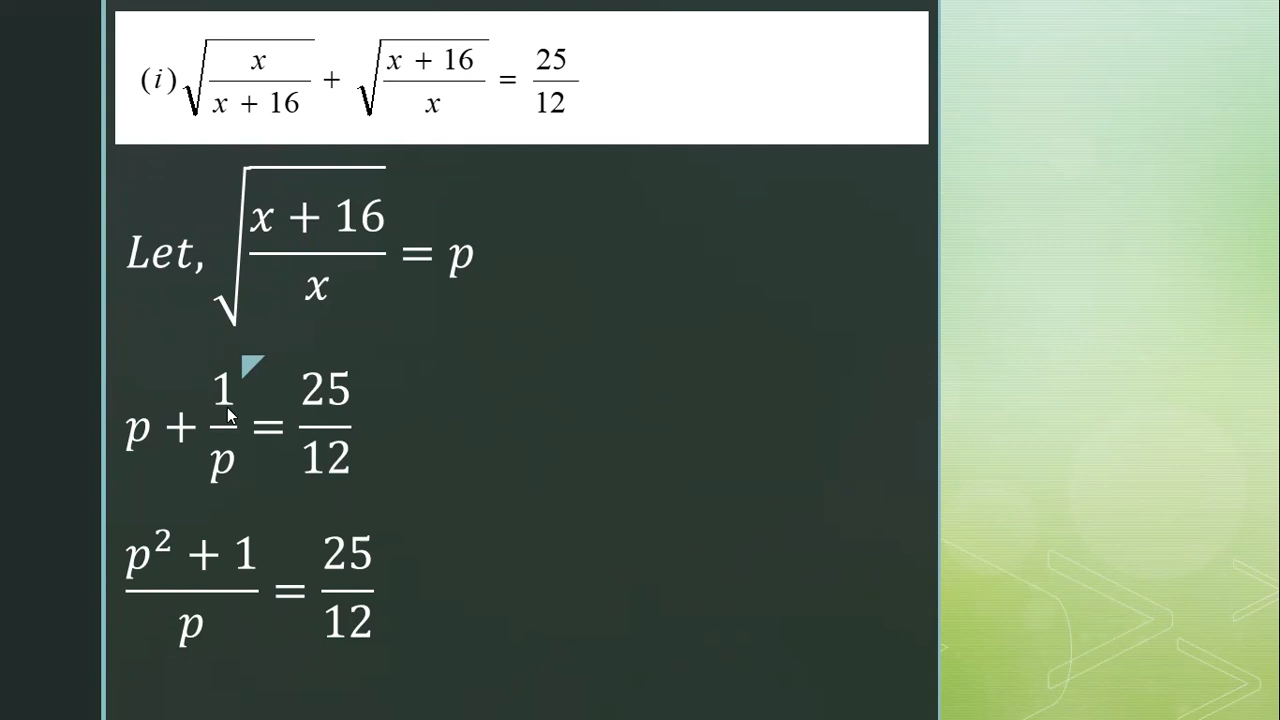 (i) √(x/(x + 16)) + √((x + 16)/x) = 25/12
Let, √((x + 16)/x) = p
p + 1/p = 25/12
(p² + 1)/p = 25/12